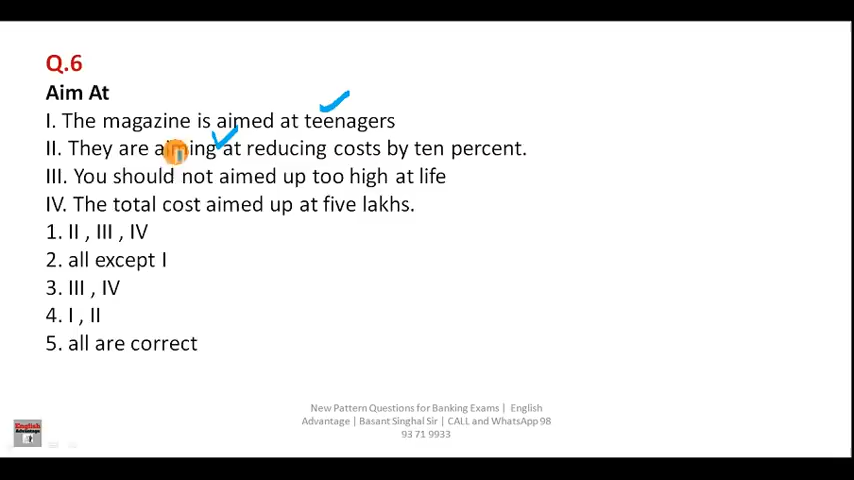 Q.6
Aim At
I. The magazine is aimed at teenagers
II. They are aiming at reducing costs by ten percent.
III. You should not aimed up too high at life
IV. The total cost aimed up at five lakhs.
1. II , III , IV
2. all except I
3. III , IV
4. I , II
5. all are correct
New Pattern Questions for Banking Exams | English
Advantage | Basant Singhal Sir | CALL and WhatsApp 98
93 71 9933
English
Advantage